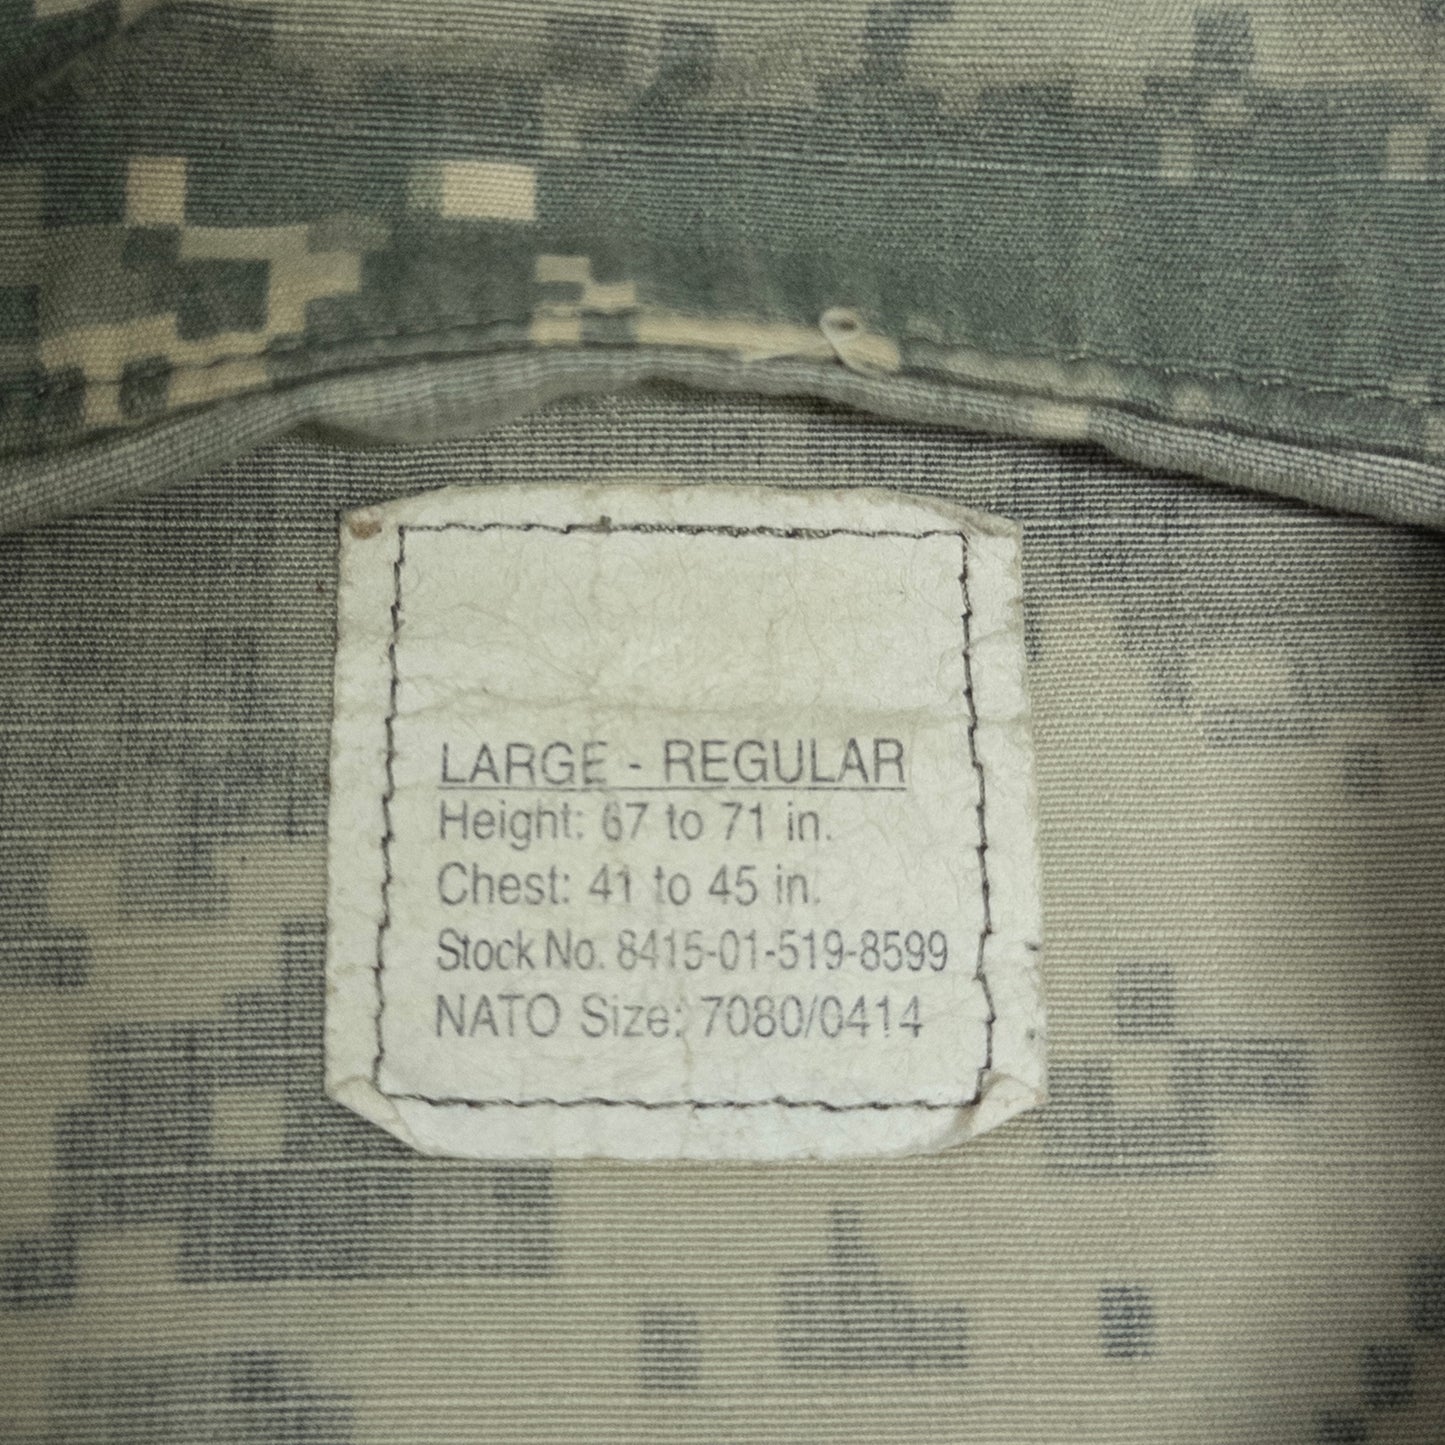 LARGE - REGULAR
Height: 67 to 71 in.
Chest: 41 to 45 in.
Stock No. 8415-01-519-8599
NATO Size: 7080/0414